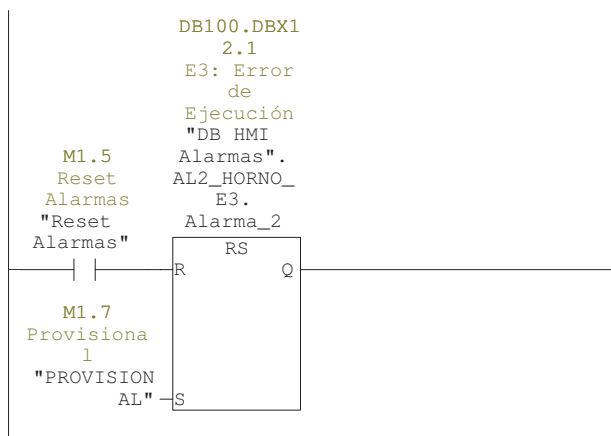 DB100.DBX1
2.1
E3: Error
de
Ejecución
"DB HMI
Alarmas".
AL2_HORNO_
E3.
Alarma_2
M1.5
Reset
Alarmas
"Reset
Alarmas"
RS
R
Q
M1.7
Provisiona
l
"PROVISION
AL"
S